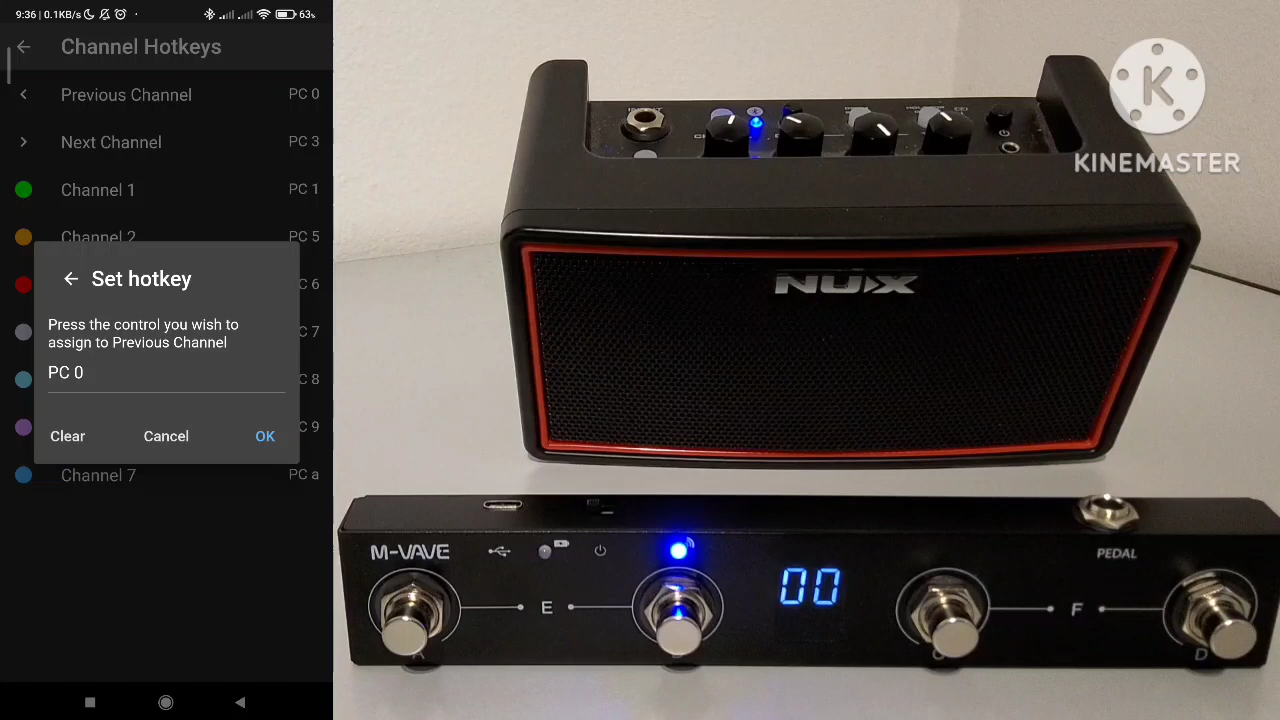 9:36 | 0.1KB/s
63%
Channel Hotkeys
Previous Channel PC 0
Next Channel PC 3
Channel 1 PC 1
Channel 2 PC 5
C 6
C 7
C 8
C 9
Set hotkey
Press the control you wish to
assign to Previous Channel
PC 0
Clear Cancel OK
Channel 7 PC a
KINEMASTER
NUX
M-VAVE
PEDAL
00
E
F
D